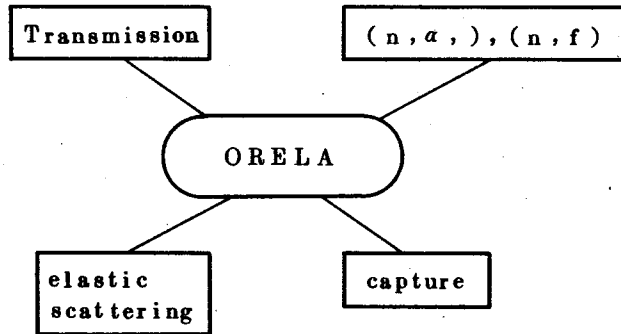 Transmission
(n,α,),(n,f)
ORELA
elastic
scattering
capture